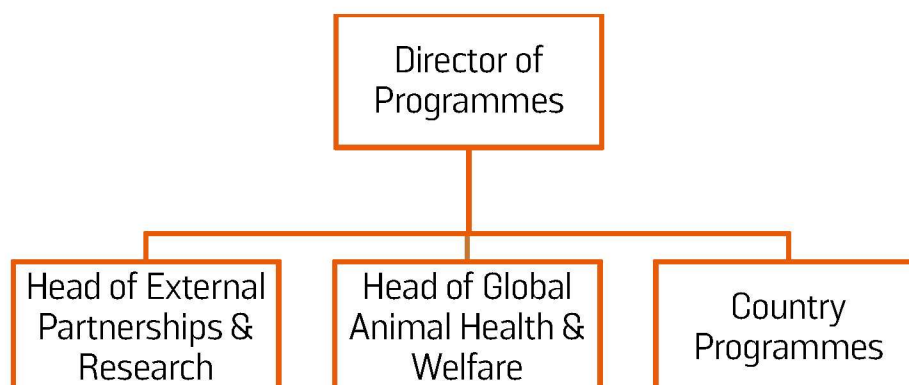 Director of
Programmes
Head of External
Partnerships &
Research
Head of Global
Animal Health &
Welfare
Country
Programmes